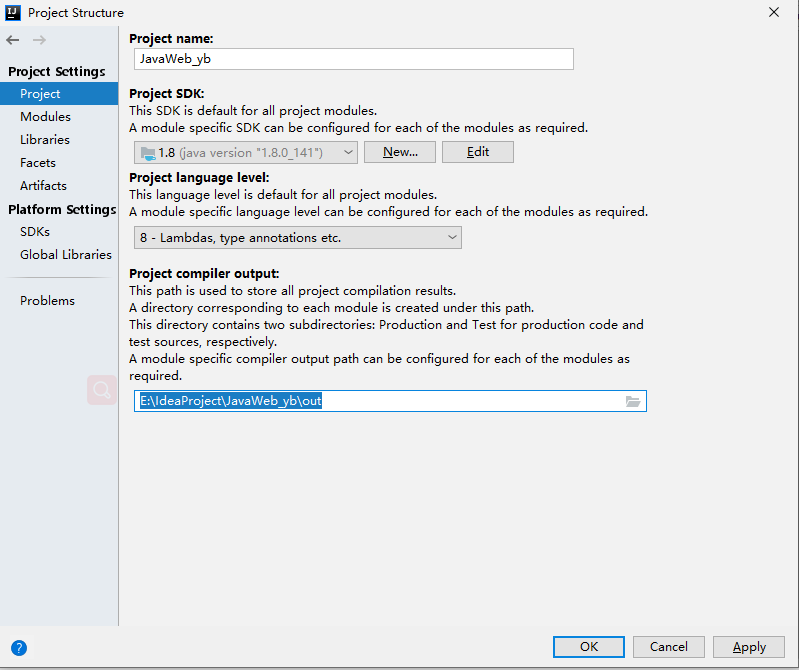 Project Structure
Project Settings
Project
Modules
Libraries
Facets
Artifacts
Platform Settings
SDKs
Global Libraries
Problems
Project name:
JavaWeb_yb
Project SDK:
This SDK is default for all project modules.
A module specific SDK can be configured for each of the modules as required.
1.8 (java version "1.8.0_141") New... Edit
Project language level:
This language level is default for all project modules.
A module specific language level can be configured for each of the modules as required.
8 - Lambdas, type annotations etc.
Project compiler output:
This path is used to store all project compilation results.
A directory corresponding to each module is created under this path.
This directory contains two subdirectories: Production and Test for production code and
test sources, respectively.
A module specific compiler output path can be configured for each of the modules as
required.
E:\IdeaProject\JavaWeb_yb\out
? OK Cancel Apply